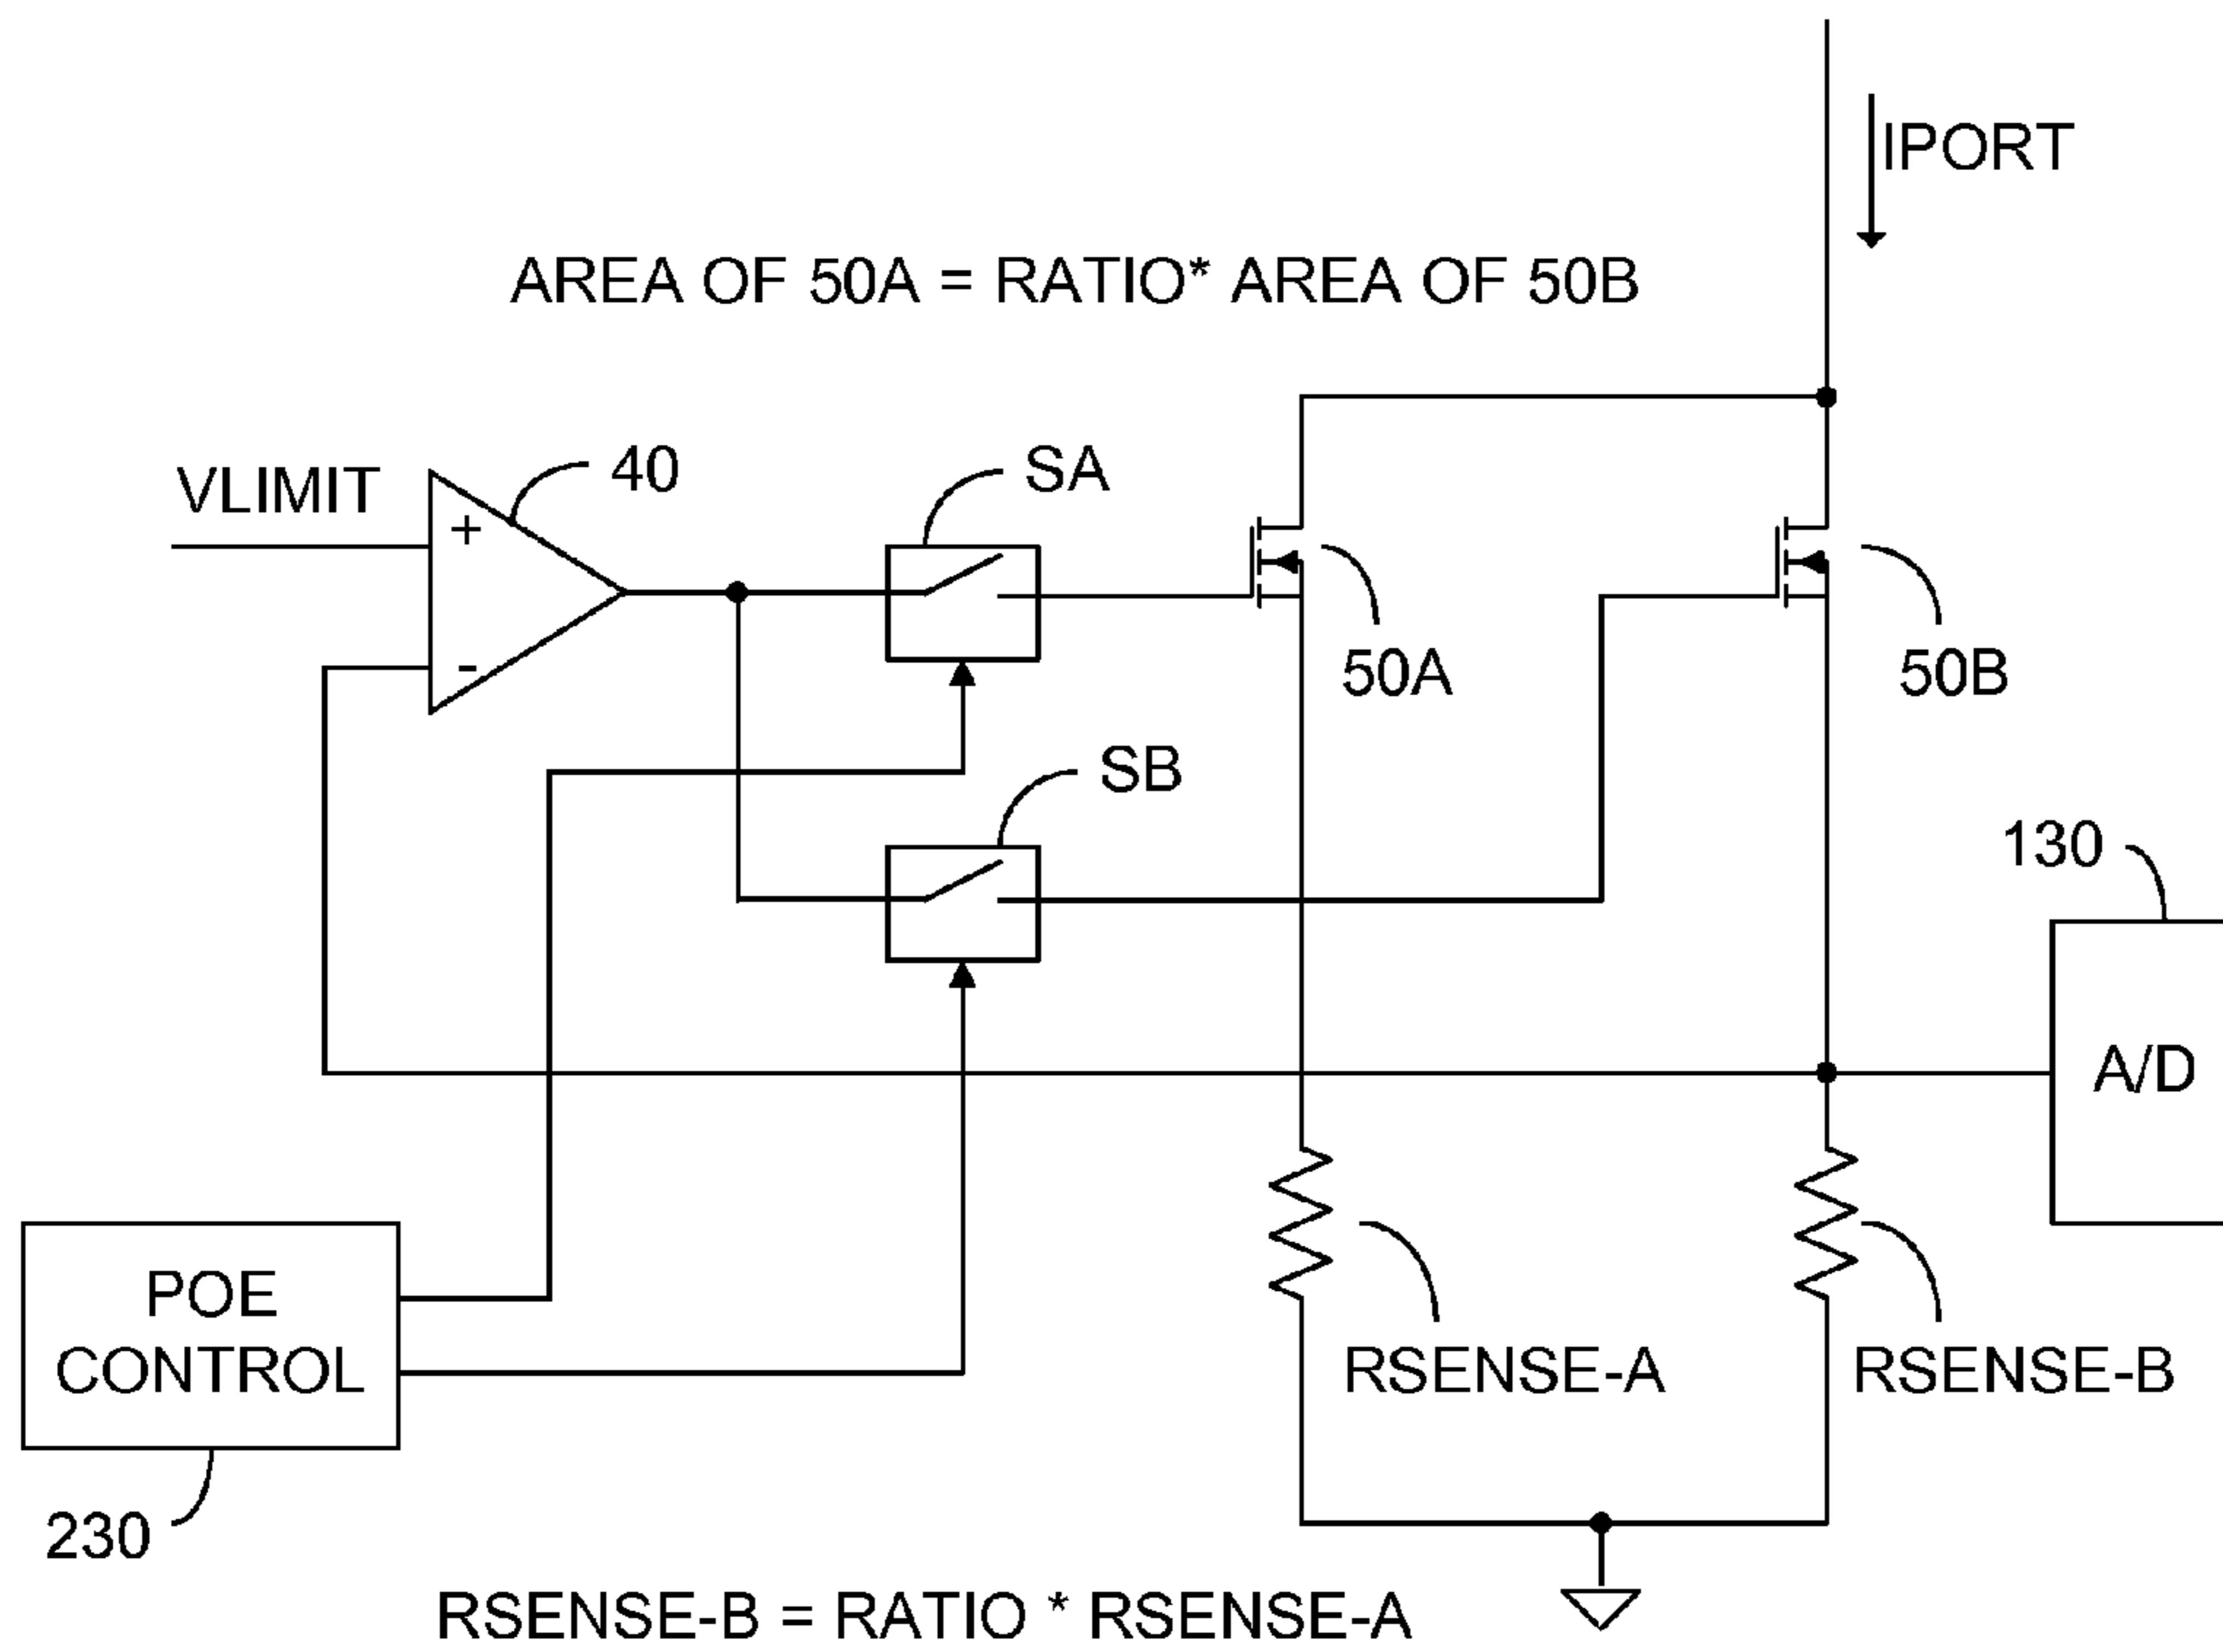 IPORT
AREA OF 50A = RATIO* AREA OF 50B
VLIMIT
+
-
40
SA
50A
50B
SB
130
A/D
POE
CONTROL
RSENSE-A
RSENSE-B
230
RSENSE-B = RATIO * RSENSE-A